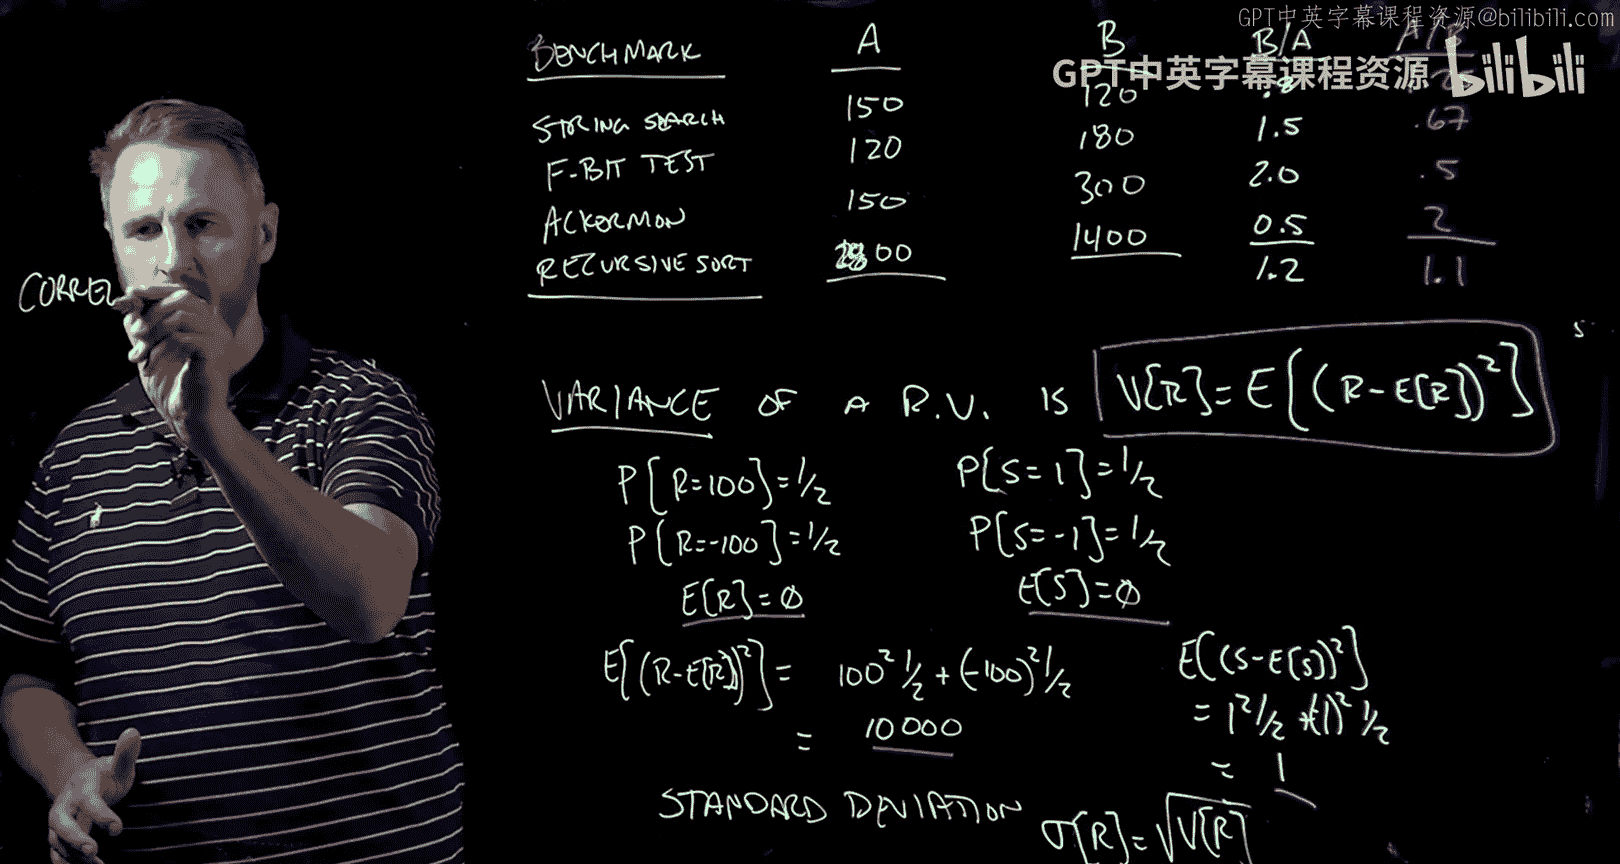 GPT中英字幕课程资源@bilibili.com
GPT中英字幕课程资源 bilibili
BENCHMARK A B B/A A/B
STRING SEARCH 150 120
F-BIT TEST 120 180 1.5 .67
ACKERMON 150 300 2.0 .5
RECURSIVE SORT 00 1400 0.5 2
1.2 1.1
CORREL
VARIANCE OF A R.V. IS V[R]=E[(R-E[R])²]
P[R=100]=1/2 P[S=1]=1/2
P[R=-100]=1/2 P[S=-1]=1/2
E[R]=0 E[S]=0
E[(R-E[R])²]= 100² 1/2 + (-100)² 1/2 E[(S-E[S])²]
= 10000 = 1² 1/2 + (-1)² 1/2
= 1
STANDARD DEVIATION σ[R]=√V[R]